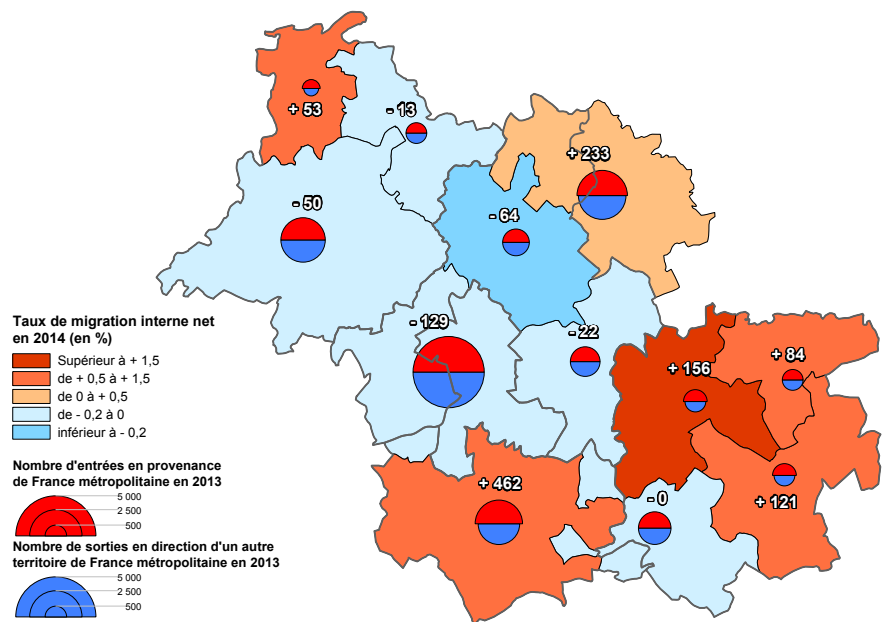 + 53
- 13
+ 233
- 50
- 64
- 129
- 22
+ 156
+ 84
+ 462
- 0
+ 121
Taux de migration interne net
en 2014 (en %)
Supérieur à + 1,5
de + 0,5 à + 1,5
de 0 à + 0,5
de - 0,2 à 0
inférieur à - 0,2
Nombre d'entrées en provenance
de France métropolitaine en 2013
5 000
2 500
500
Nombre de sorties en direction d'un autre
territoire de France métropolitaine en 2013
5 000
2 500
500